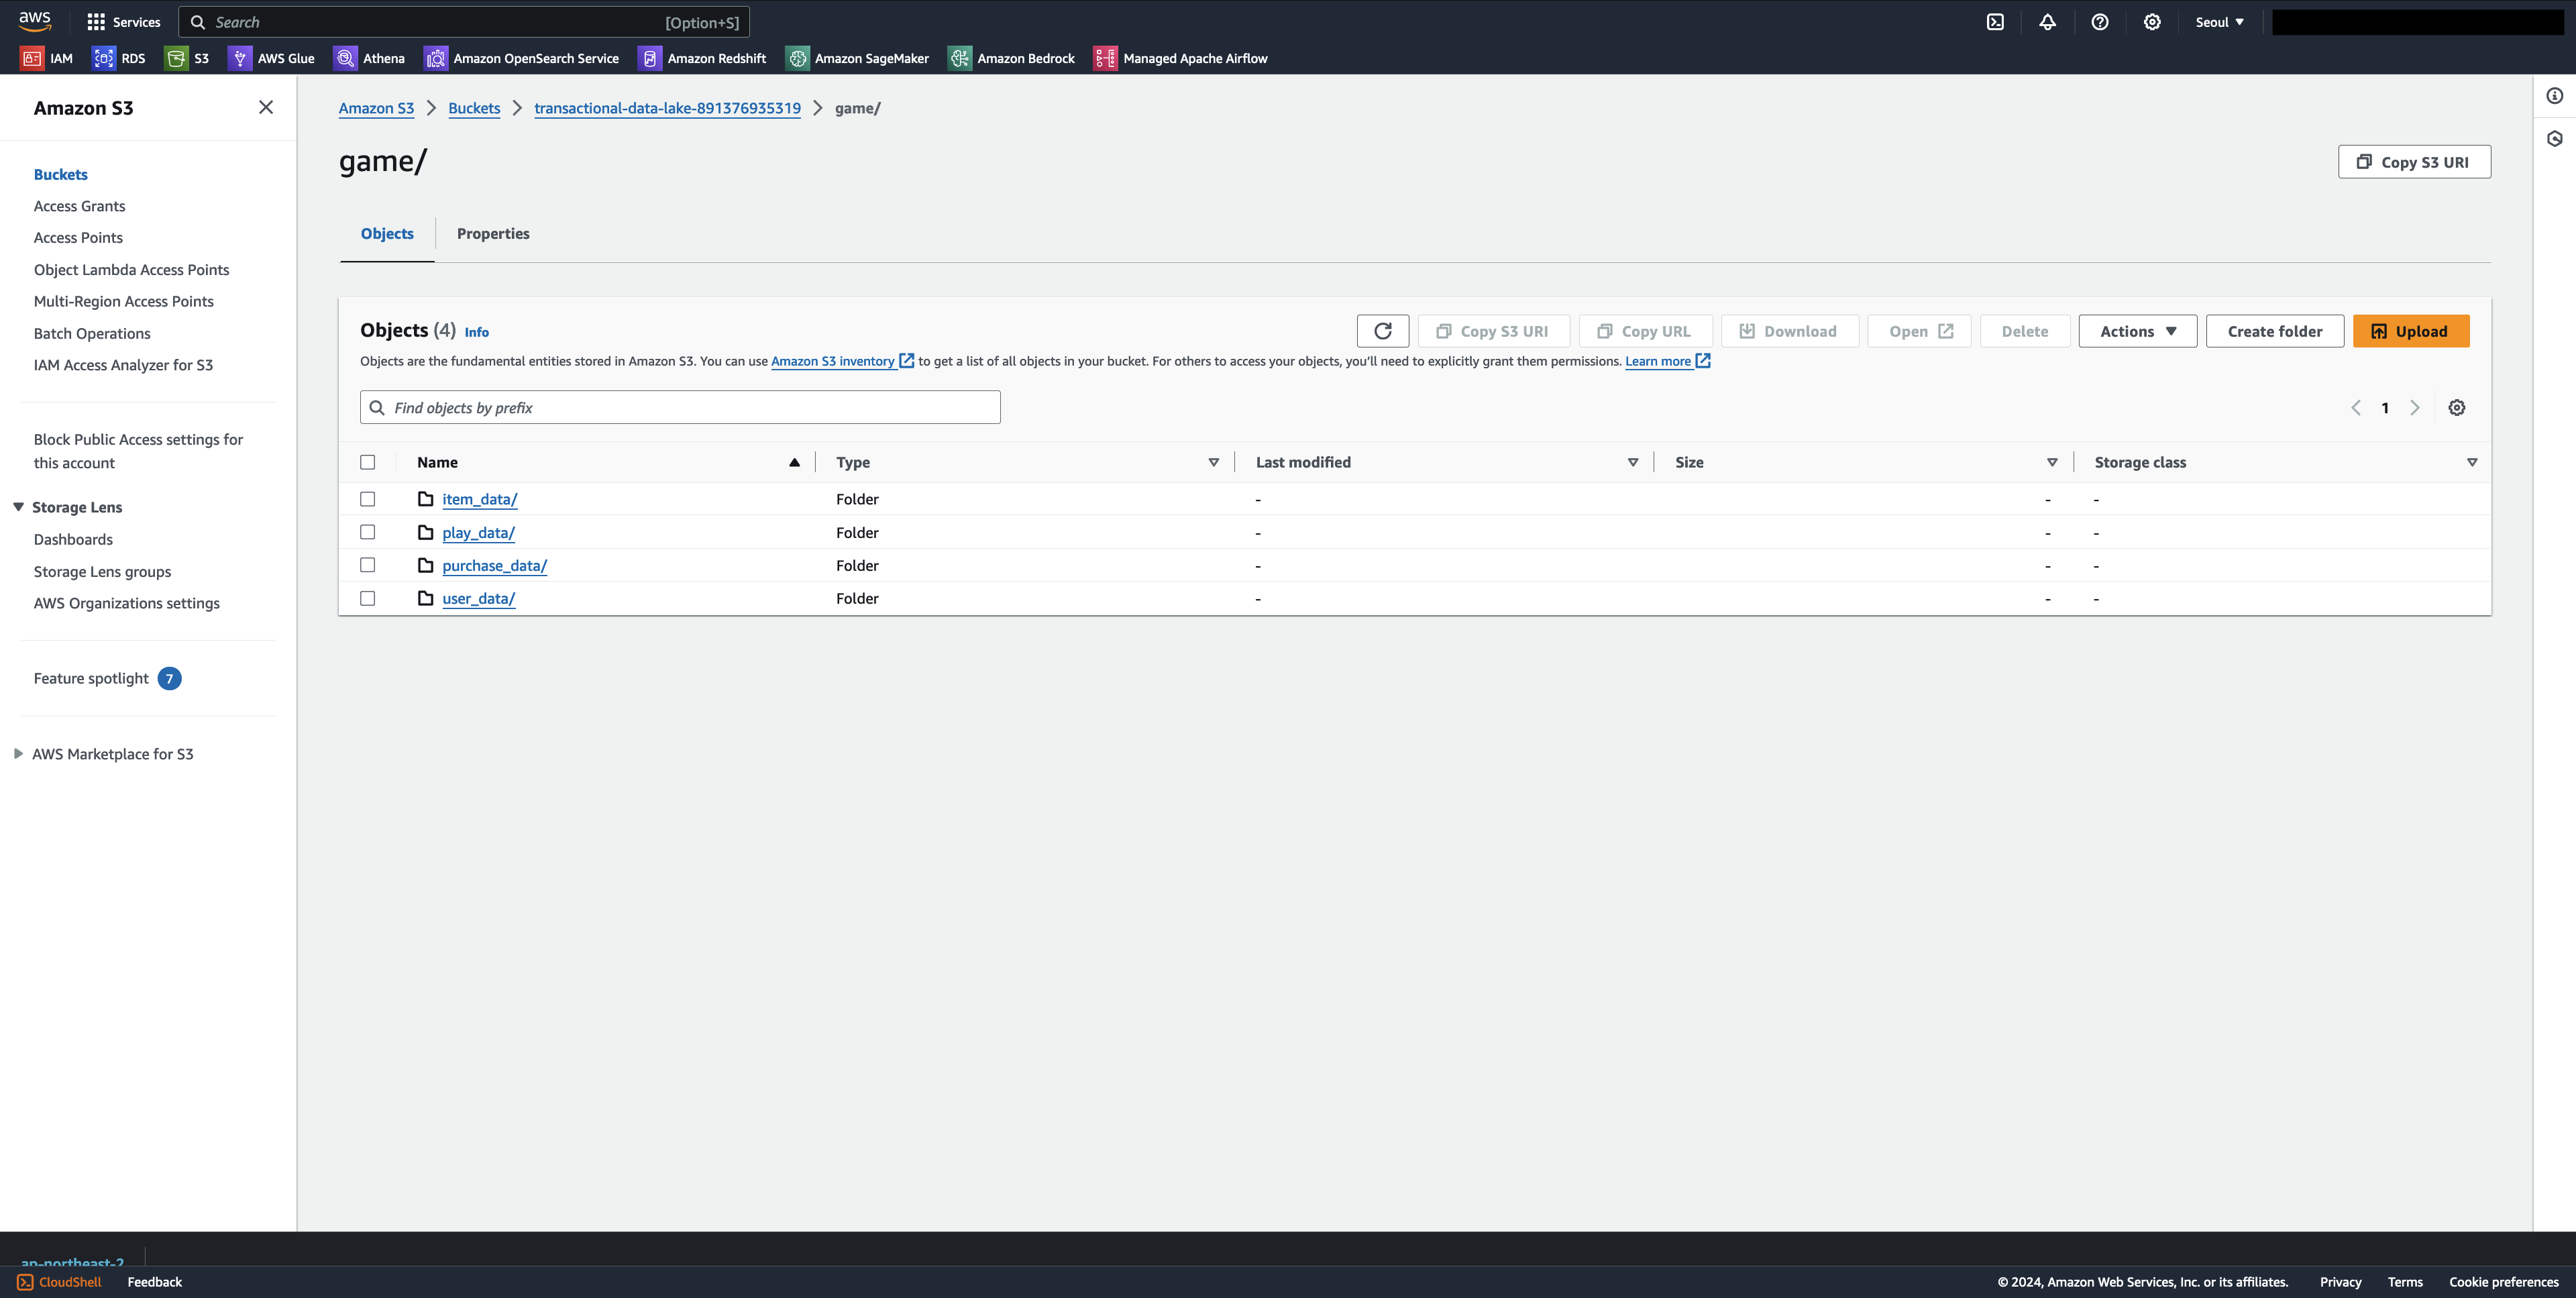 aws
Services
Search
[Option+S]
Seoul
IAM
RDS
S3
AWS Glue
Athena
Amazon OpenSearch Service
Amazon Redshift
Amazon SageMaker
Amazon Bedrock
Managed Apache Airflow
Amazon S3
Buckets
Access Grants
Access Points
Object Lambda Access Points
Multi-Region Access Points
Batch Operations
IAM Access Analyzer for S3
Block Public Access settings for
this account
Storage Lens
Dashboards
Storage Lens groups
AWS Organizations settings
Feature spotlight 7
AWS Marketplace for S3
Amazon S3 Buckets transactional-data-lake-891376935319 game/
game/
Copy S3 URI
Objects
Properties
Objects (4) Info
Copy S3 URI
Copy URL
Download
Open
Delete
Actions
Create folder
Upload
Objects are the fundamental entities stored in Amazon S3. You can use Amazon S3 inventory to get a list of all objects in your bucket. For others to access your objects, you'll need to explicitly grant them permissions. Learn more
Find objects by prefix
1
Name Type Last modified Size Storage class
item_data/ Folder - - -
play_data/ Folder - - -
purchase_data/ Folder - - -
user_data/ Folder - - -
ap-northeast-2
CloudShell
Feedback
© 2024, Amazon Web Services, Inc. or its affiliates.
Privacy
Terms
Cookie preferences